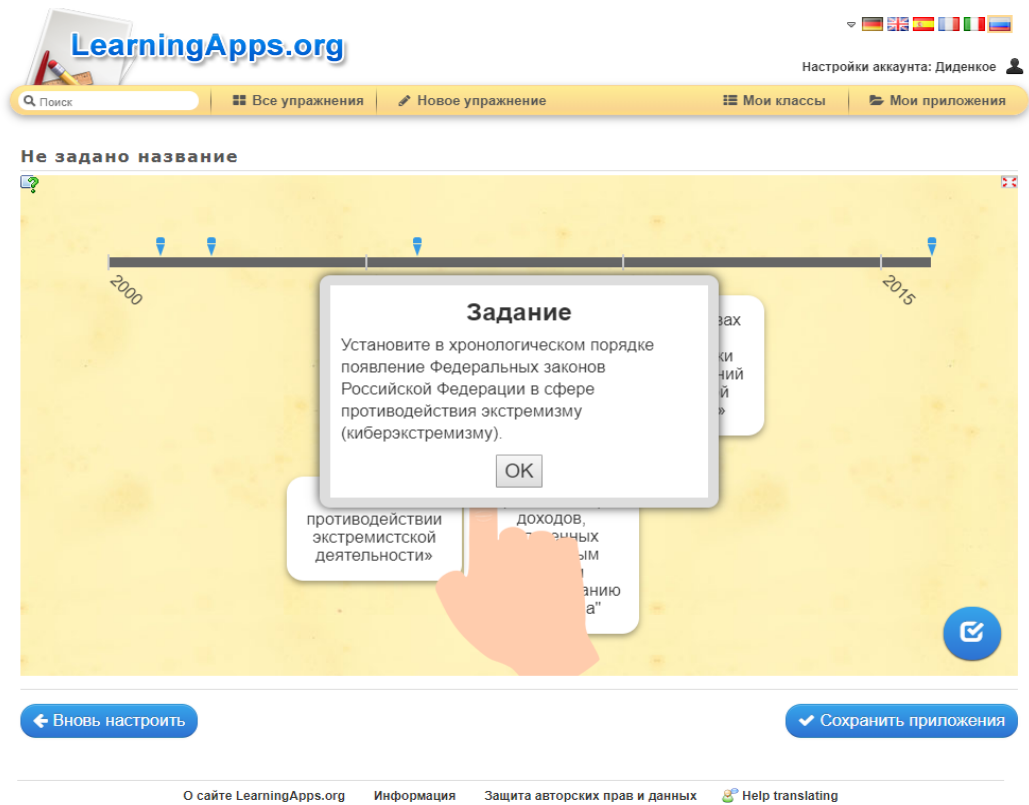 LearningApps.org
Настройки аккаунта: Диденкое
Поиск
Все упражнения
Новое упражнение
Мои классы
Мои приложения
Не задано название
2000
2015
Задание
Установите в хронологическом порядке
появление Федеральных законов
Российской Федерации в сфере
противодействия экстремизму
(киберэкстремизму).
OK
противодействии
экстремистской
деятельности»
доходов,
Вновь настроить
Сохранить приложения
О сайте LearningApps.org
Информация
Защита авторских прав и данных
Help translating